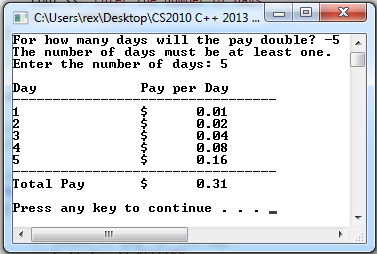 C:\Users\rex\Desktop\CS2010 C++ 2013 ...
For how many days will the pay double? -5
The number of days must be at least one.
Enter the number of days: 5
Day Pay per Day
-----------------------------------
1 $ 0.01
2 $ 0.02
3 $ 0.04
4 $ 0.08
5 $ 0.16
-----------------------------------
Total Pay $ 0.31
Press any key to continue . . . _